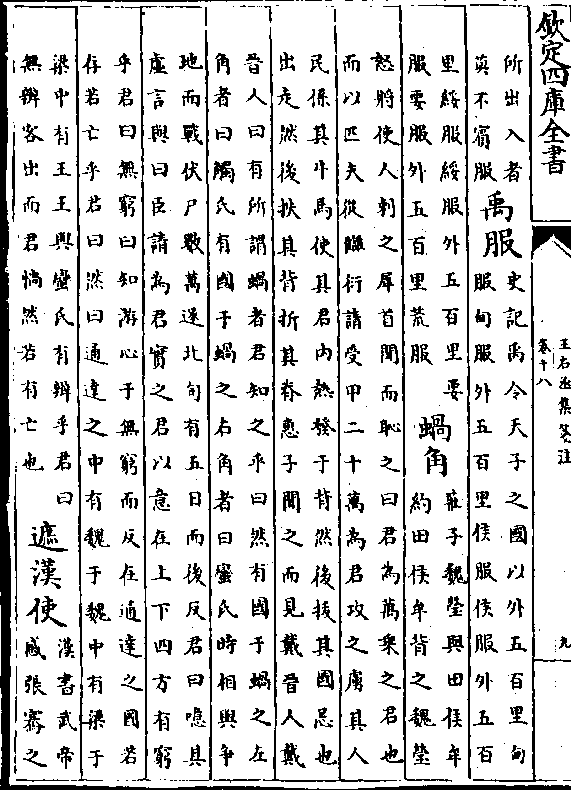 欽定四庫全書
王右丞集箋注
卷十八
九
所出入者
莫不賓服
禹服
史記禹令天子之國以外五百里甸
服甸服外五百里侯服侯服外五百
里綏服綏服外五百里要
服要服外五百里荒服
蝸角
莊子魏瑩與田侯牟
約田侯牟背之魏瑩
怒將使人刺之犀首聞而恥之曰君為萬乗之君也
而以匹夫從讎衍請受甲二十萬為君攻之虜其人
民係其牛馬使其君内熱發于背然後拔其國忌也
出走然後抶其背折其脊惠子聞之而見戴晉人戴
晉人曰有所謂蝸者君知之乎曰然有國于蝸之左
角者曰觸氏有國于蝸之右角者曰蠻氏時相與爭
地而戰伏尸數萬逐北旬有五日而後反君曰噫其
虛言與曰臣請為君實之君以意在上下四方有窮
乎君曰無窮曰知游心于無窮而反在通達之國若
存若亡乎君曰然曰通達之中有魏于魏中有梁于
梁中有王王與蠻氏有辨乎君曰
無辨客出而君惝然若有亡也
遮漢使
漢書武帝
感張騫之